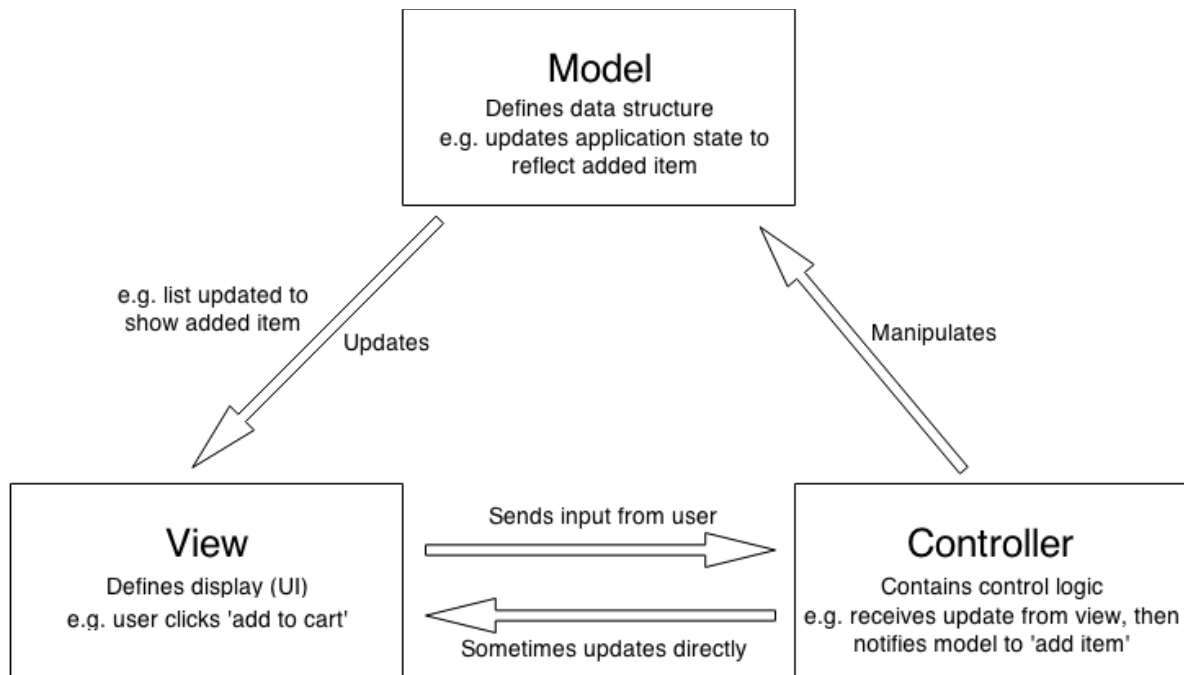 Model
Defines data structure
e.g. updates application state to
reflect added item
e.g. list updated to
show added item
Updates
Manipulates
View
Defines display (UI)
e.g. user clicks 'add to cart'
Sends input from user
Sometimes updates directly
Controller
Contains control logic
e.g. receives update from view, then
notifies model to 'add item'